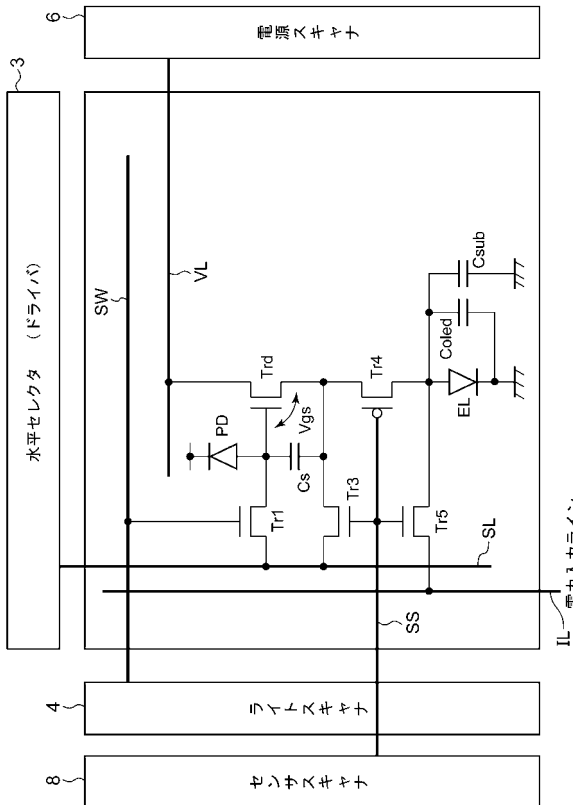 3
水平セレクタ (ドライバ)
8
4
6
SW
VL
センサスキャナ
ライトスキャナ
電源スキャナ
PD
Trd
Tr1
Vgs
Cs
Tr3
Tr4
SS
Tr5
Coled
Csub
EL
SL
IL
電力入力ライン